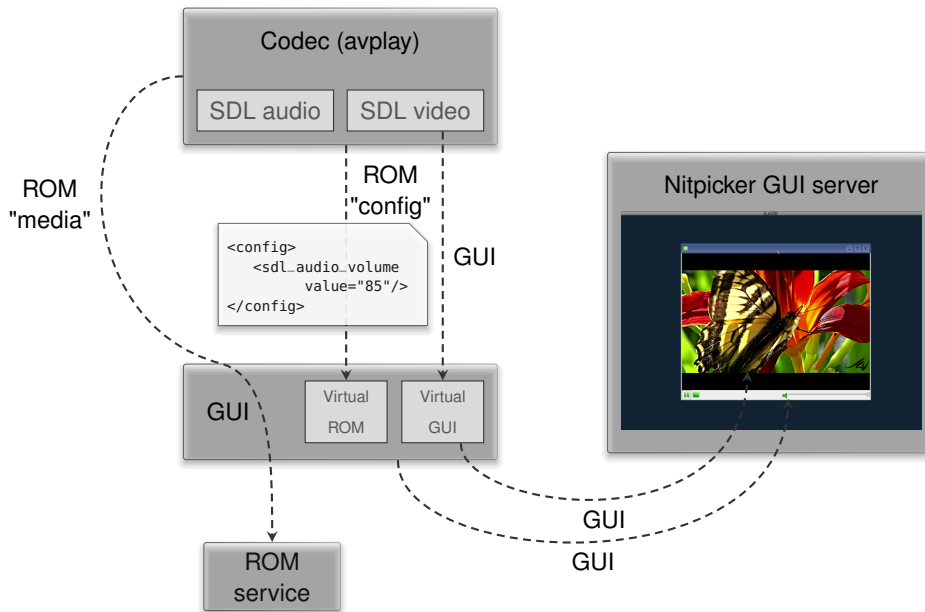 Codec (avplay)
SDL audio
SDL video
ROM
"media"
ROM
"config"
<config>
<sdl_audio_volume
value="85"/>
</config>
GUI
Nitpicker GUI server
GUI
Virtual
ROM
Virtual
GUI
GUI
GUI
ROM
service